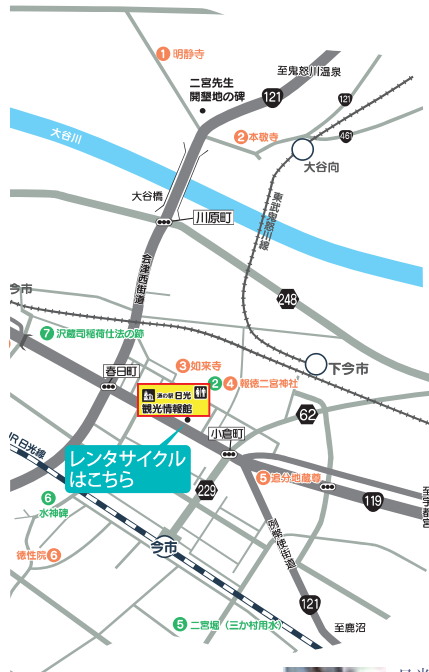 1 明静寺
至鬼怒川温泉
二宮先生
開墾地の碑
121
121
461
2 本敬寺
大谷川
大谷向
大谷橋
川原町
東武鬼怒川線
会津西街道
今市
248
7 沢蔵司稲荷仕法の跡
3 如来寺
下今市
春日町
2 4 報徳二宮神社
道の駅 日光
観光情報館
62
小倉町
レンタサイクル
はこちら
JR日光線
5 追分地蔵尊
229
6
水神碑
119
至宇都宮
例幣使街道
徳性院 6
今市
121
5 二宮堀(三か村用水)
至鹿沼